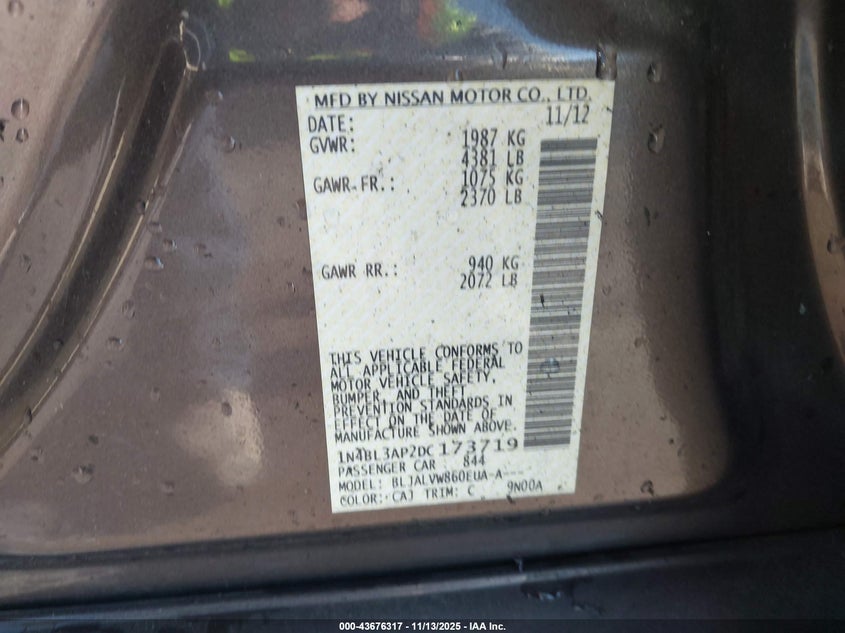 MFD BY NISSAN MOTOR CO., LTD.
DATE: 11/12
GVWR: 1987 KG
4381 LB
GAWR FR.: 1075 KG
2370 LB
GAWR RR.: 940 KG
2072 LB
THIS VEHICLE CONFORMS TO
ALL APPLICABLE FEDERAL
MOTOR VEHICLE SAFETY,
BUMPER, AND THEFT
PREVENTION STANDARDS IN
EFFECT ON THE DATE OF
MANUFACTURE SHOWN ABOVE.
1N4BL3AP2DC173719
PASSENGER CAR 844
MODEL: BLJALVW860EUA-A---
COLOR: CAJ TRIM: C 9N00A
000-43676317 - 11/13/2025 - IAA Inc.